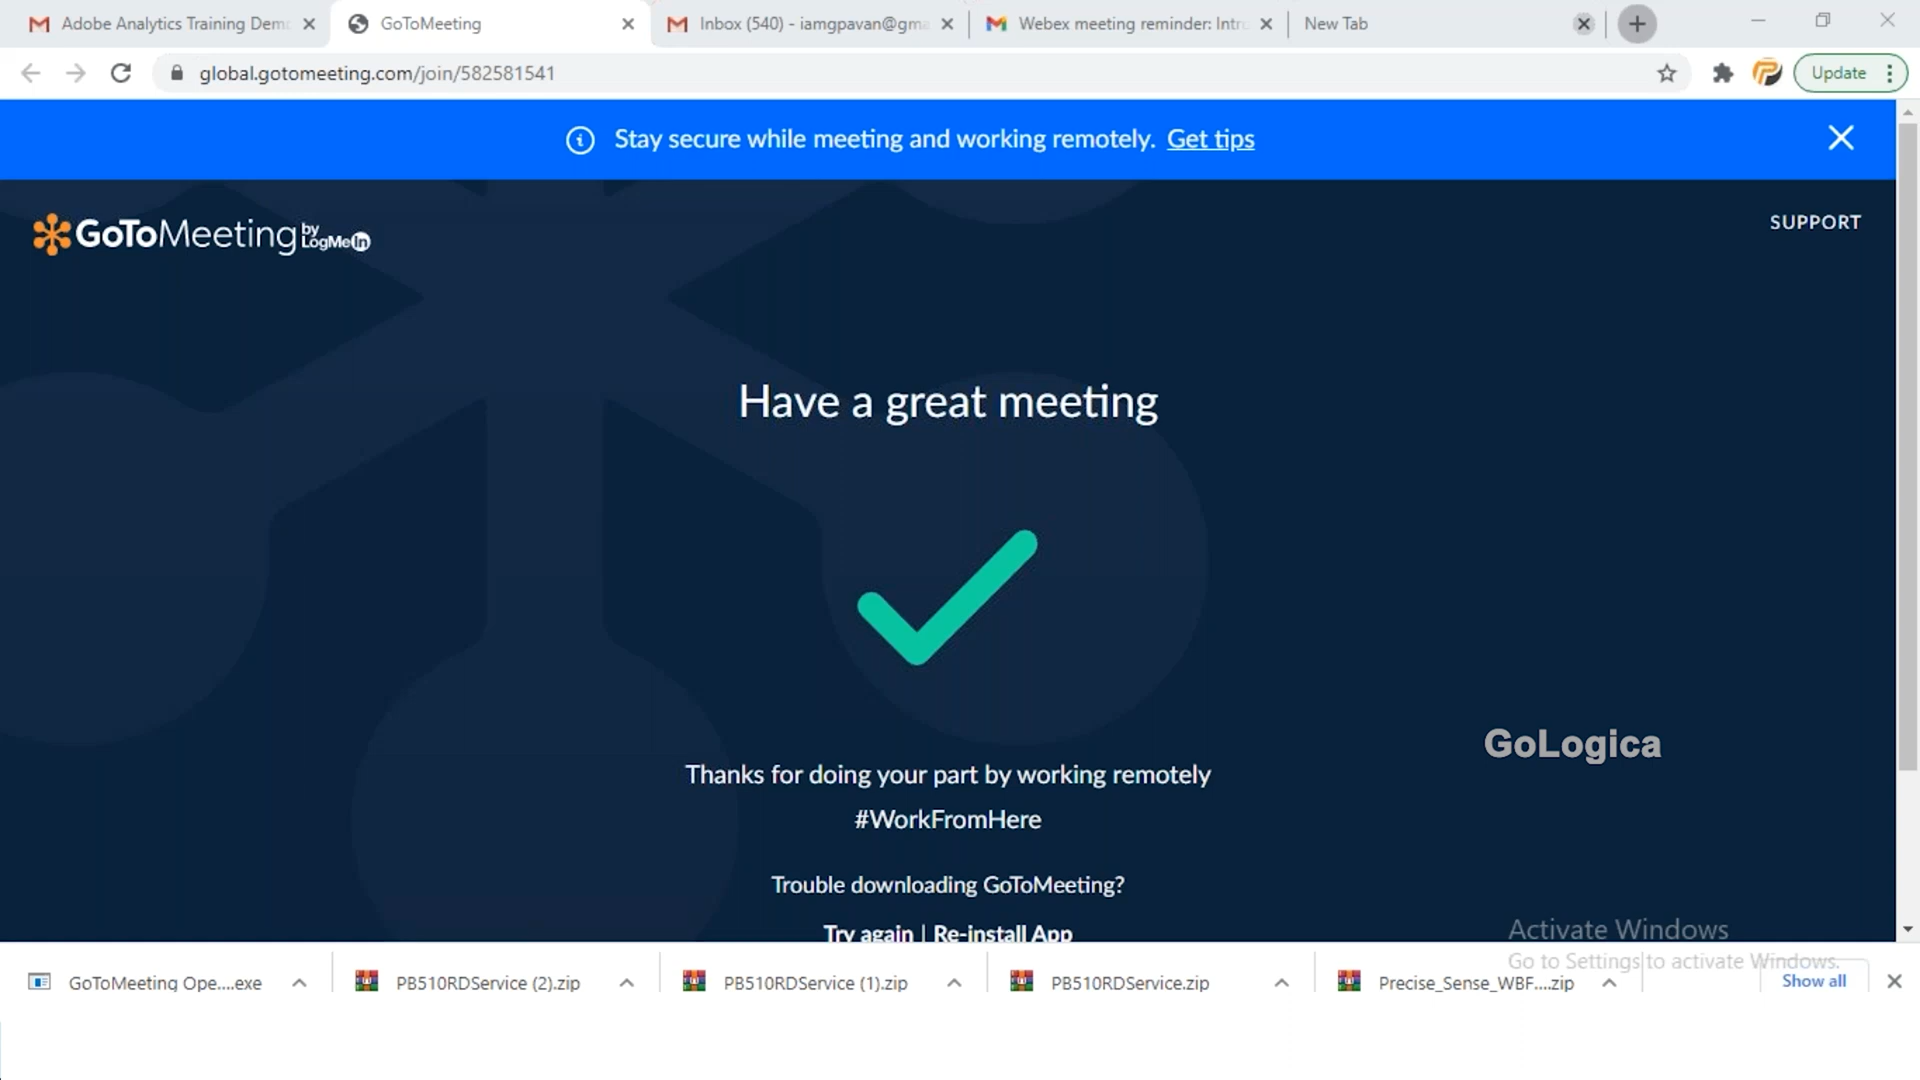 Adobe Analytics Training Demo
GoToMeeting
Inbox (540) - iamgpavan@gma
Webex meeting reminder: Intro
New Tab
global.gotomeeting.com/join/582581541
Update
Stay secure while meeting and working remotely. Get tips
GoToMeeting by LogMeIn
SUPPORT
Have a great meeting
GoLogica
Thanks for doing your part by working remotely
#WorkFromHere
Trouble downloading GoToMeeting?
Try again | Re-install App
Activate Windows
Go to Settings to activate Windows.
GoToMeeting Ope....exe
PB510RDService (2).zip
PB510RDService (1).zip
PB510RDService.zip
Precise_Sense_WBF....zip
Show all